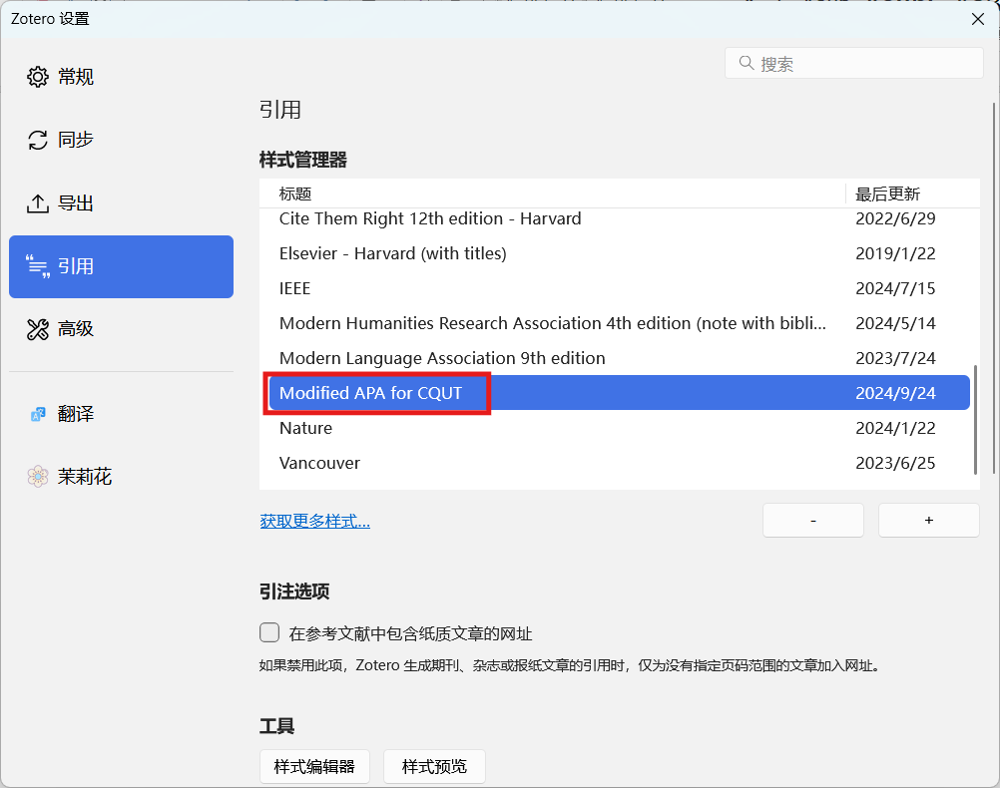 Zotero 设置
搜索
常规
同步
导出
引用
高级
翻译
茉莉花
引用
样式管理器
标题 最后更新
Cite Them Right 12th edition - Harvard 2022/6/29
Elsevier - Harvard (with titles) 2019/1/22
IEEE 2024/7/15
Modern Humanities Research Association 4th edition (note with bibli... 2024/5/14
Modern Language Association 9th edition 2023/7/24
Modified APA for CQUT 2024/9/24
Nature 2024/1/22
Vancouver 2023/6/25
获取更多样式...
- +
引注选项
在参考文献中包含纸质文章的网址
如果禁用此项，Zotero 生成期刊、杂志或报纸文章的引用时，仅为没有指定页码范围的文章加入网址。
工具
样式编辑器 样式预览